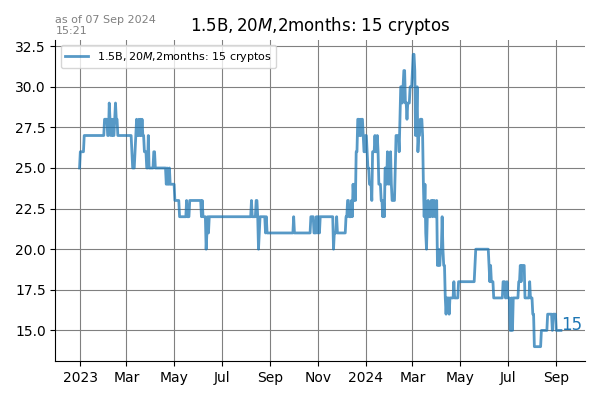 as of 07 Sep 2024
15:21
1.5B, 20M,2months: 15 cryptos
1.5B, 20M,2months: 15 cryptos
32.5
30.0
27.5
25.0
22.5
20.0
17.5
15.0
15
2023 Mar May Jul Sep Nov 2024 Mar May Jul Sep